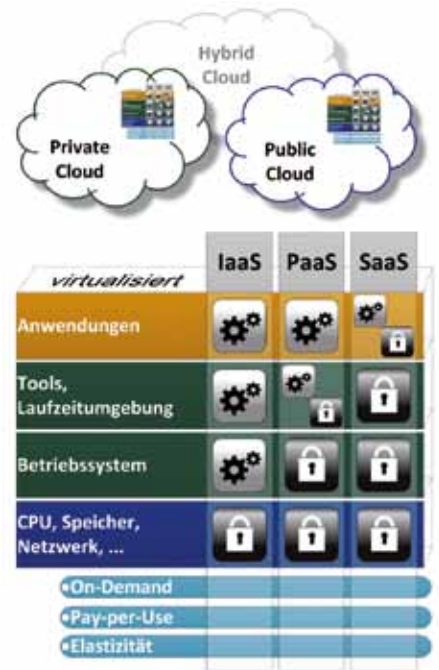 Hybrid
Cloud
Private
Cloud
Public
Cloud
IaaS PaaS SaaS
virtualisiert
Anwendungen
Tools,
Laufzeitumgebung
Betriebssystem
CPU, Speicher,
Netzwerk, ...
•On-Demand
•Pay-per-Use
•Elastizität